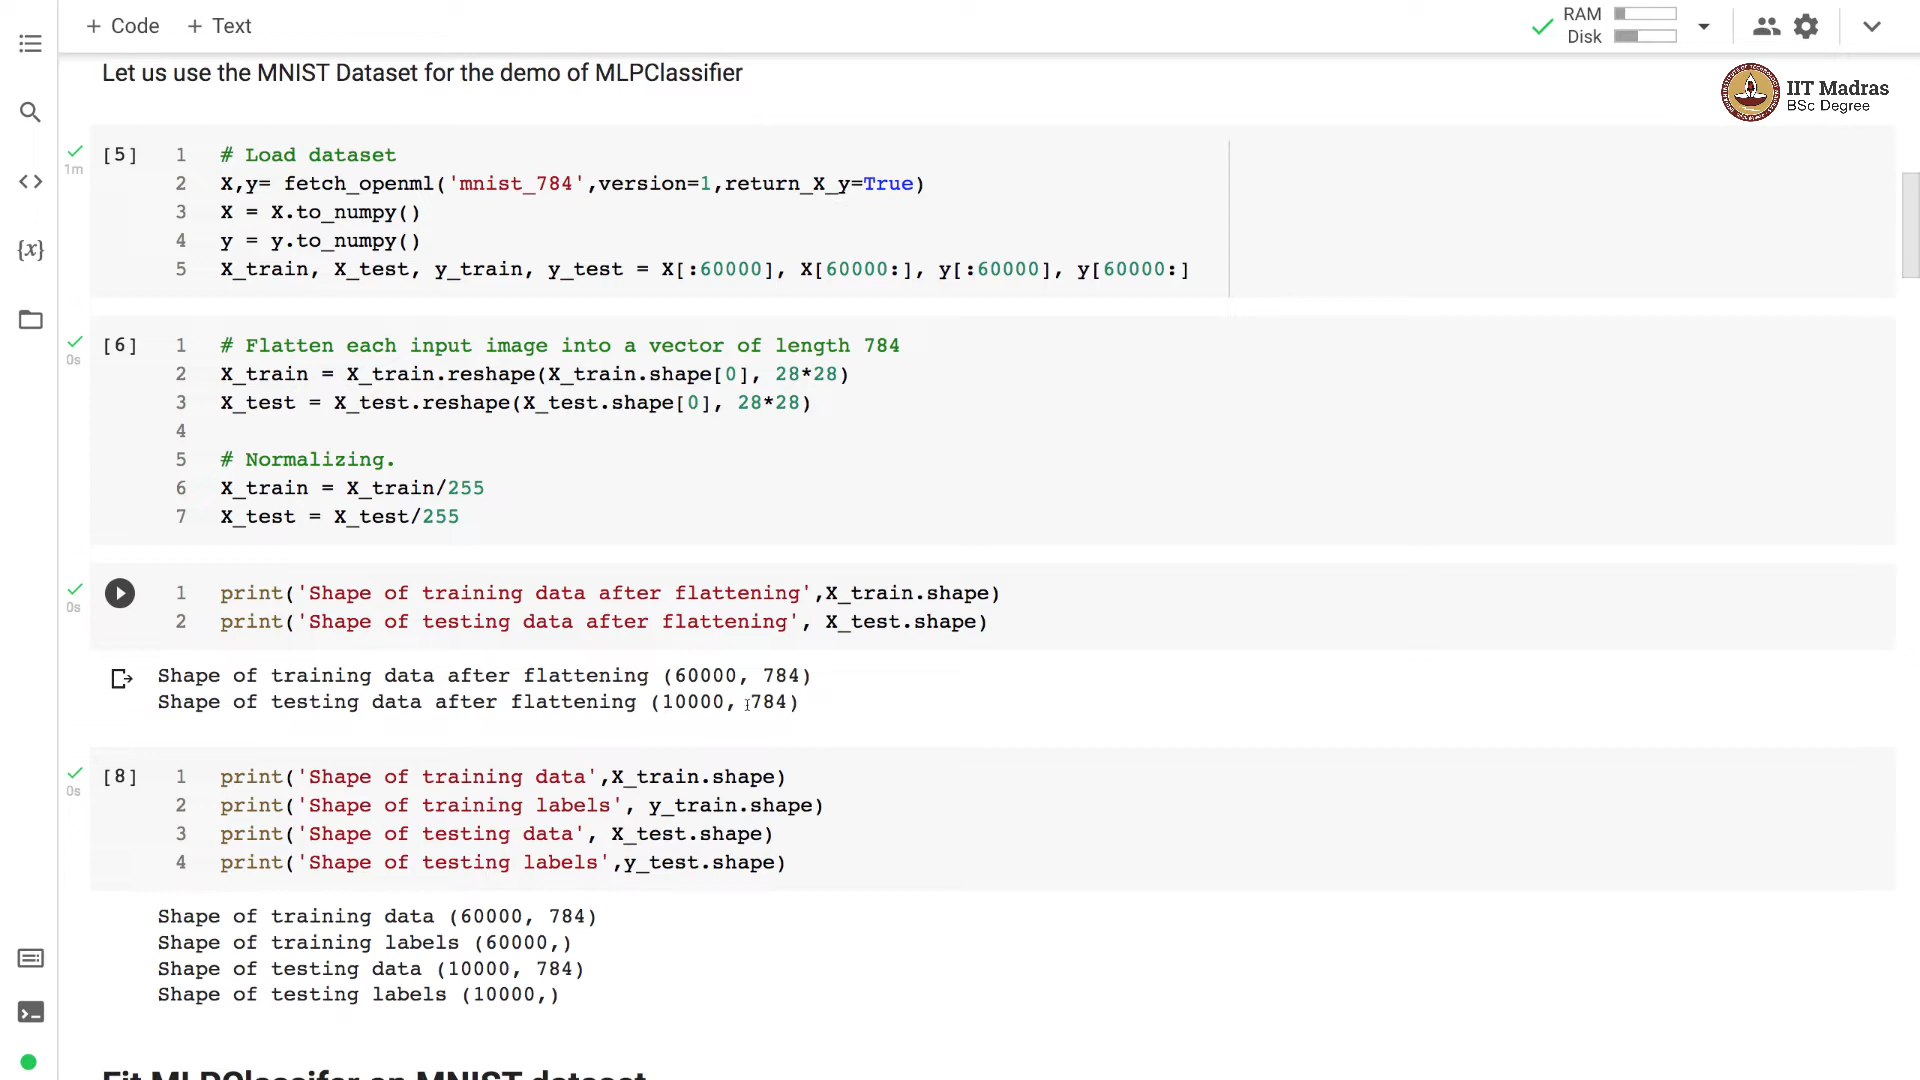 + Code + Text
RAM
Disk
Let us use the MNIST Dataset for the demo of MLPClassifier
IIT Madras
BSc Degree
1m
[5]
1 # Load dataset
2 X,y= fetch_openml('mnist_784',version=1,return_X_y=True)
3 X = X.to_numpy()
4 y = y.to_numpy()
5 X_train, X_test, y_train, y_test = X[:60000], X[60000:], y[:60000], y[60000:]
0s
[6]
1 # Flatten each input image into a vector of length 784
2 X_train = X_train.reshape(X_train.shape[0], 28*28)
3 X_test = X_test.reshape(X_test.shape[0], 28*28)
4
5 # Normalizing.
6 X_train = X_train/255
7 X_test = X_test/255
0s
1 print('Shape of training data after flattening',X_train.shape)
2 print('Shape of testing data after flattening', X_test.shape)
Shape of training data after flattening (60000, 784)
Shape of testing data after flattening (10000, 784)
0s
[8]
1 print('Shape of training data',X_train.shape)
2 print('Shape of training labels', y_train.shape)
3 print('Shape of testing data', X_test.shape)
4 print('Shape of testing labels',y_test.shape)
Shape of training data (60000, 784)
Shape of training labels (60000,)
Shape of testing data (10000, 784)
Shape of testing labels (10000,)
Fit MLPClassifer on MNIST dataset